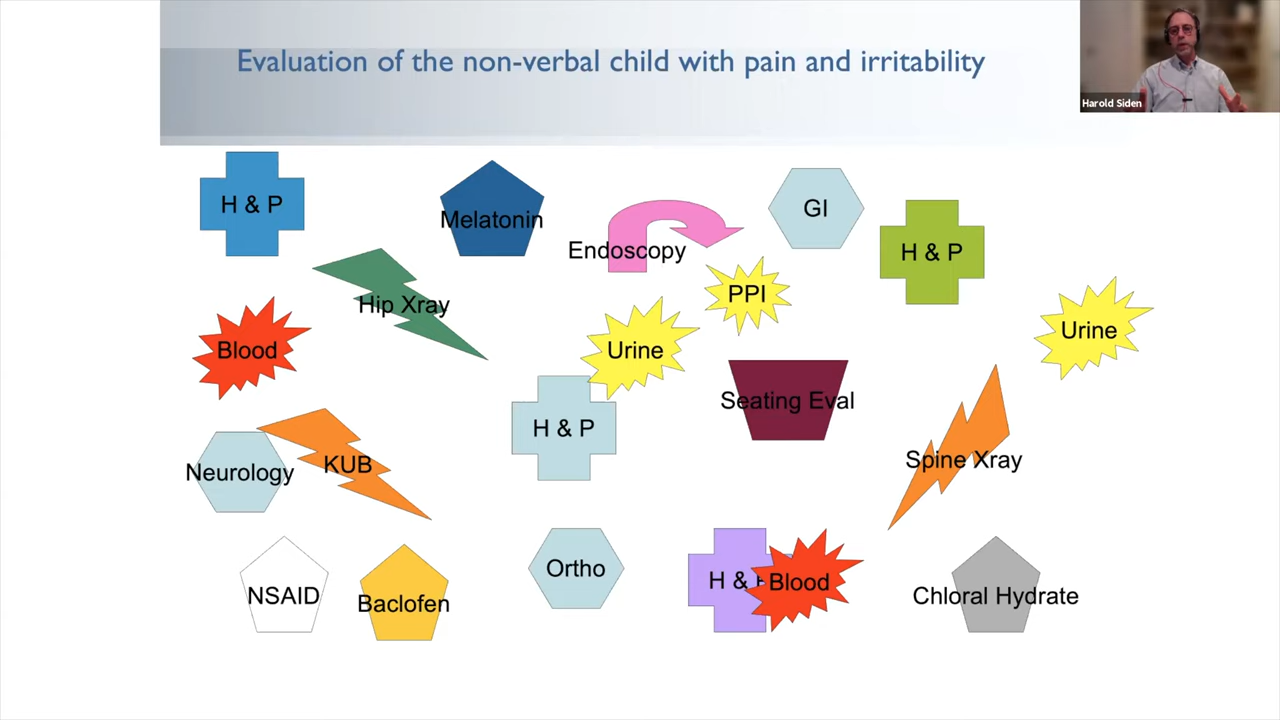 Evaluation of the non-verbal child with pain and irritability
Harold Siden
H & P
Melatonin
Endoscopy
GI
H & P
Hip Xray
PPI
Blood
Urine
Urine
H & P
Seating Eval
Neurology
KUB
Spine Xray
NSAID
Baclofen
Ortho
H & P
Blood
Chloral Hydrate